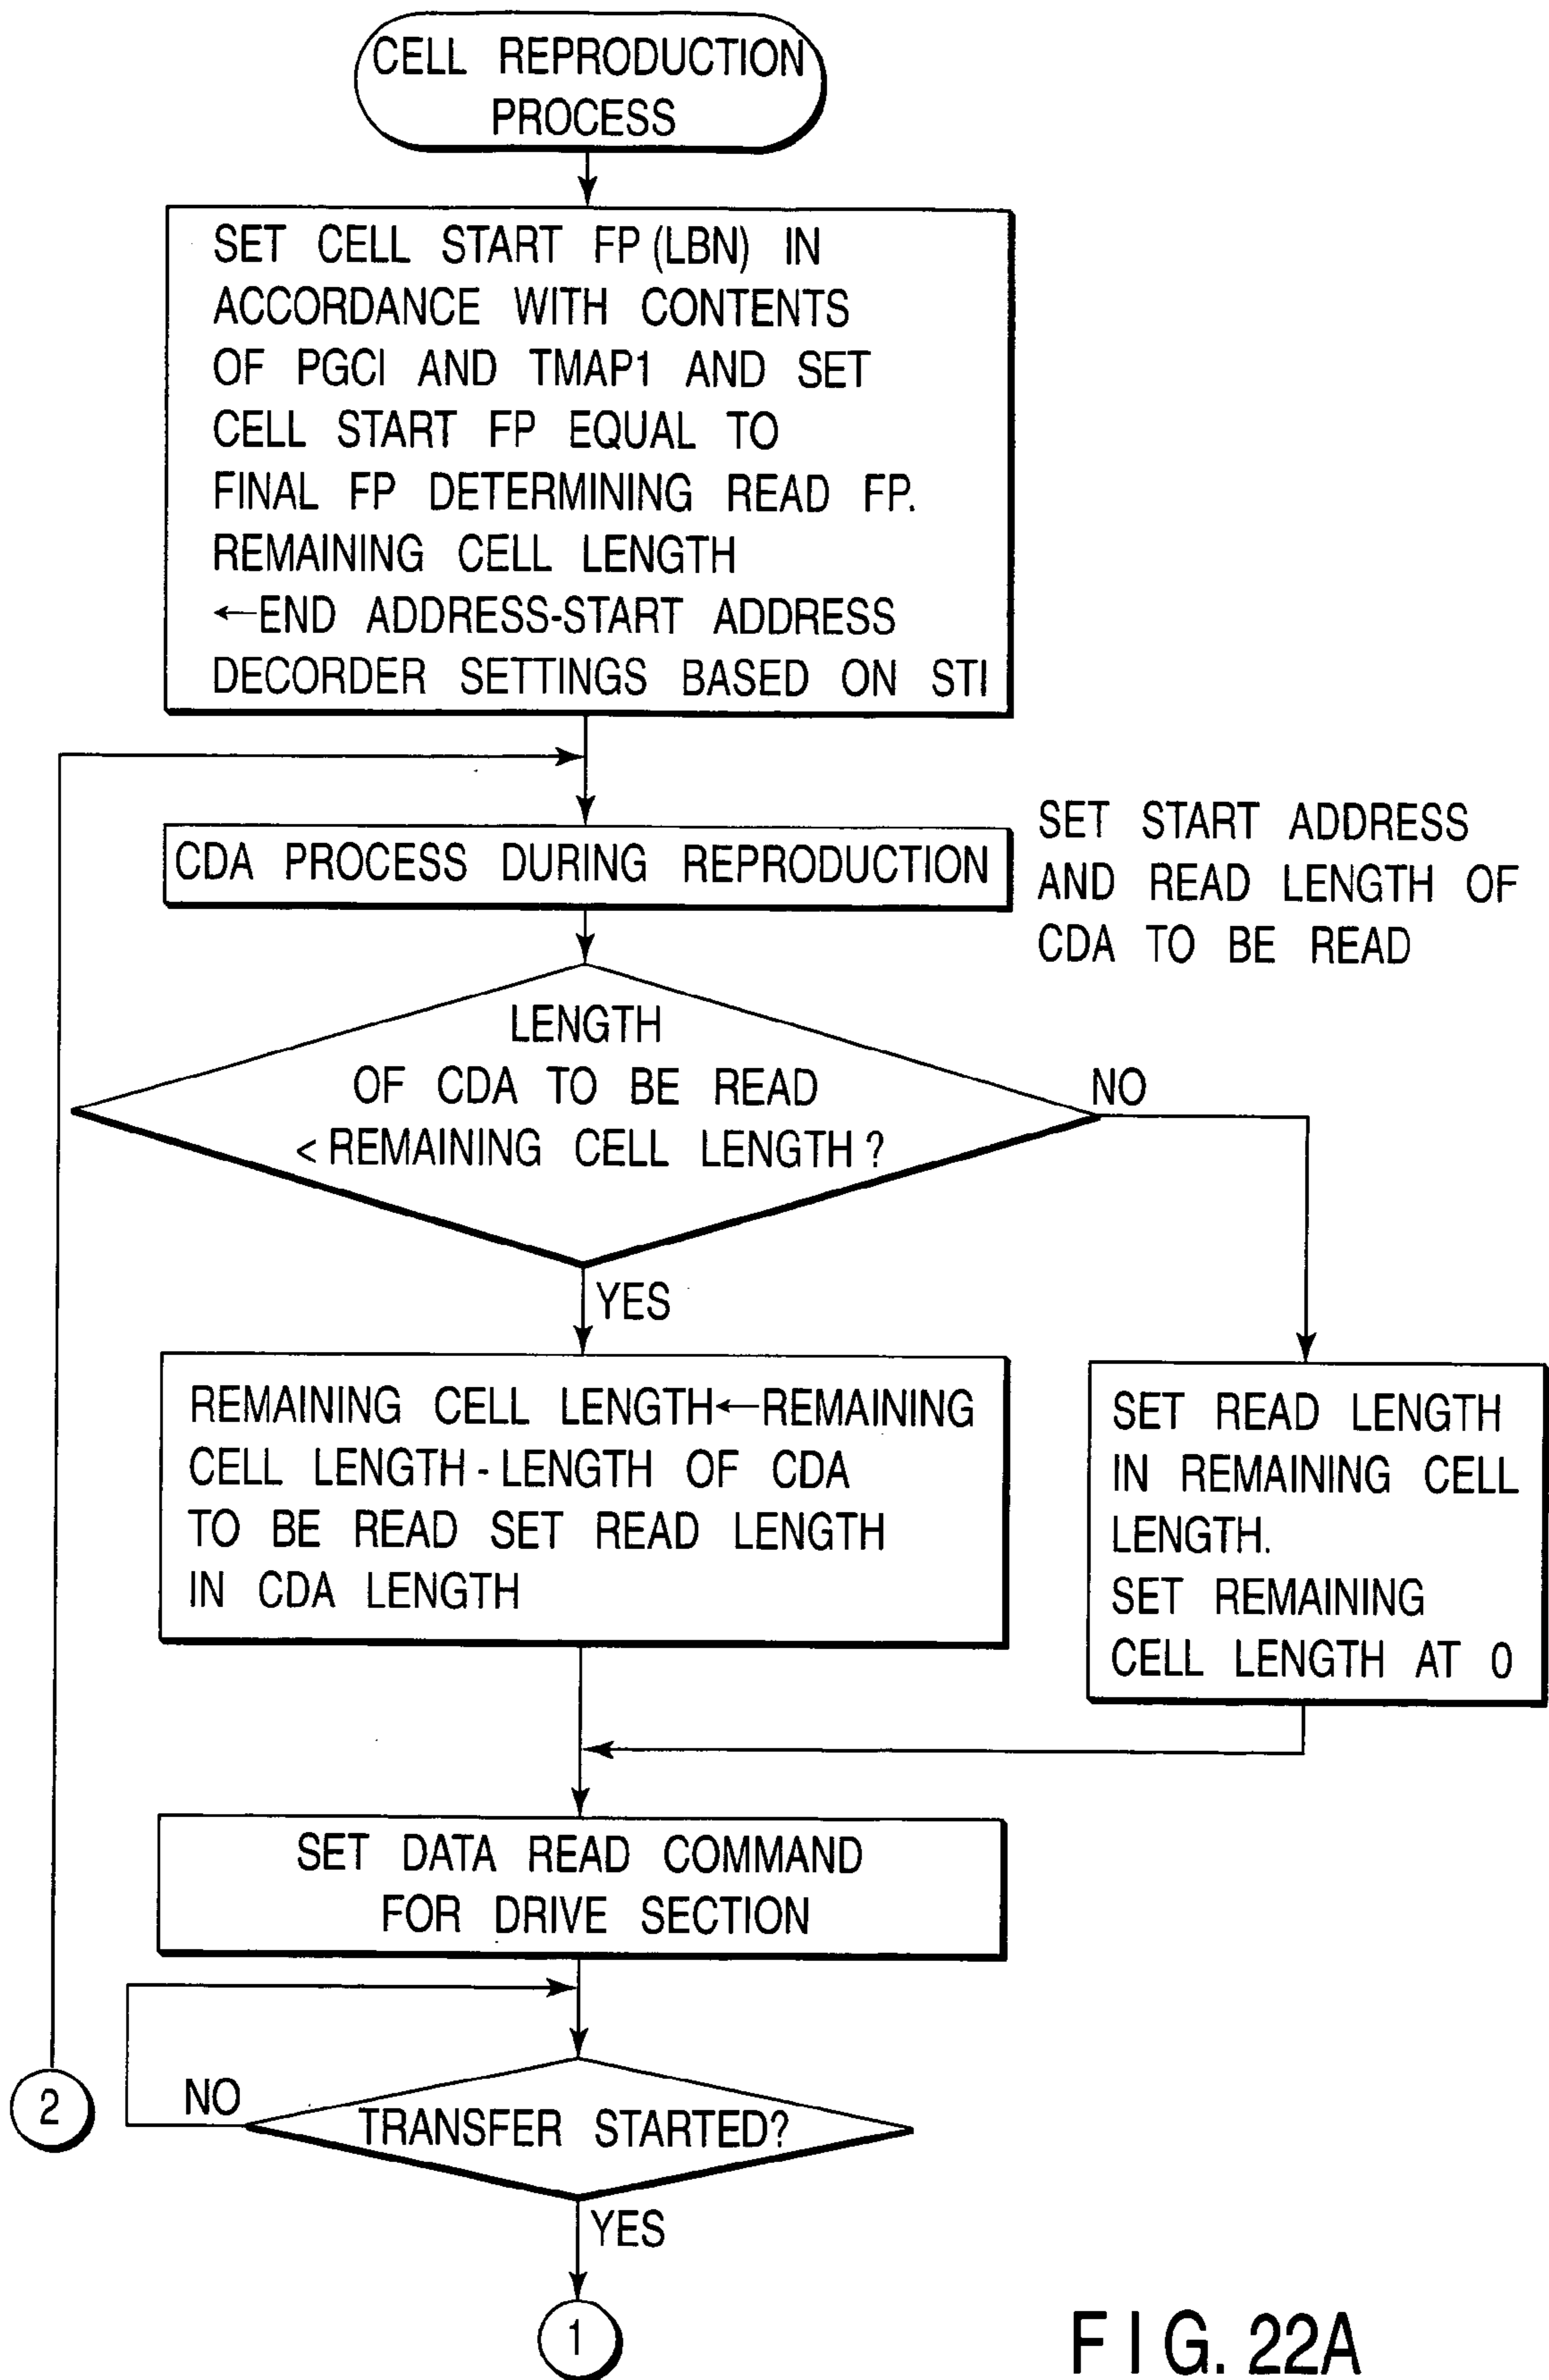 CELL REPRODUCTION
PROCESS
SET CELL START FP (LBN) IN
ACCORDANCE WITH CONTENTS
OF PGCI AND TMAP1 AND SET
CELL START FP EQUAL TO
FINAL FP DETERMINING READ FP.
REMAINING CELL LENGTH
←END ADDRESS-START ADDRESS
DECORDER SETTINGS BASED ON STI
CDA PROCESS DURING REPRODUCTION
SET START ADDRESS
AND READ LENGTH OF
CDA TO BE READ
LENGTH
OF CDA TO BE READ
< REMAINING CELL LENGTH ?
NO
YES
REMAINING CELL LENGTH←REMAINING
CELL LENGTH - LENGTH OF CDA
TO BE READ SET READ LENGTH
IN CDA LENGTH
SET READ LENGTH
IN REMAINING CELL
LENGTH.
SET REMAINING
CELL LENGTH AT 0
SET DATA READ COMMAND
FOR DRIVE SECTION
2
NO
TRANSFER STARTED?
YES
1
FIG. 22A